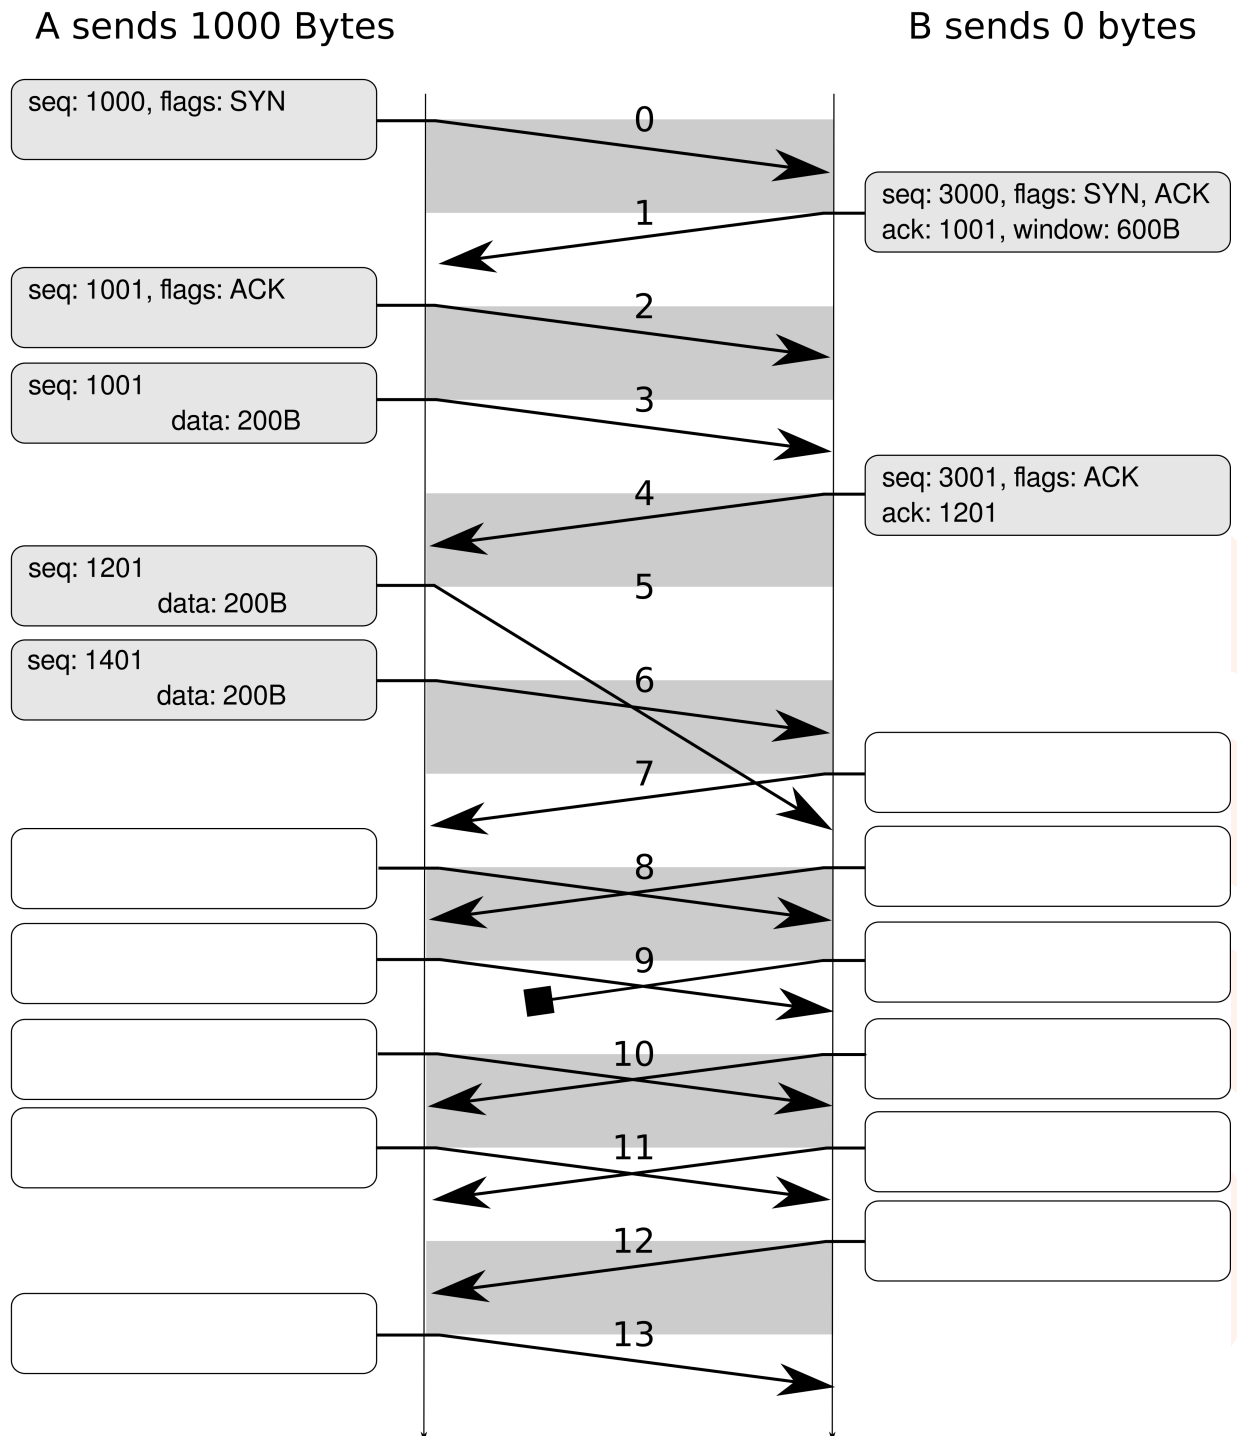 A sends 1000 Bytes
B sends 0 bytes
seq: 1000, flags: SYN
0
seq: 3000, flags: SYN, ACK
ack: 1001, window: 600B
1
seq: 1001, flags: ACK
2
seq: 1001
data: 200B
3
seq: 3001, flags: ACK
ack: 1201
4
seq: 1201
data: 200B
5
seq: 1401
data: 200B
6
7
8
9
10
11
12
13